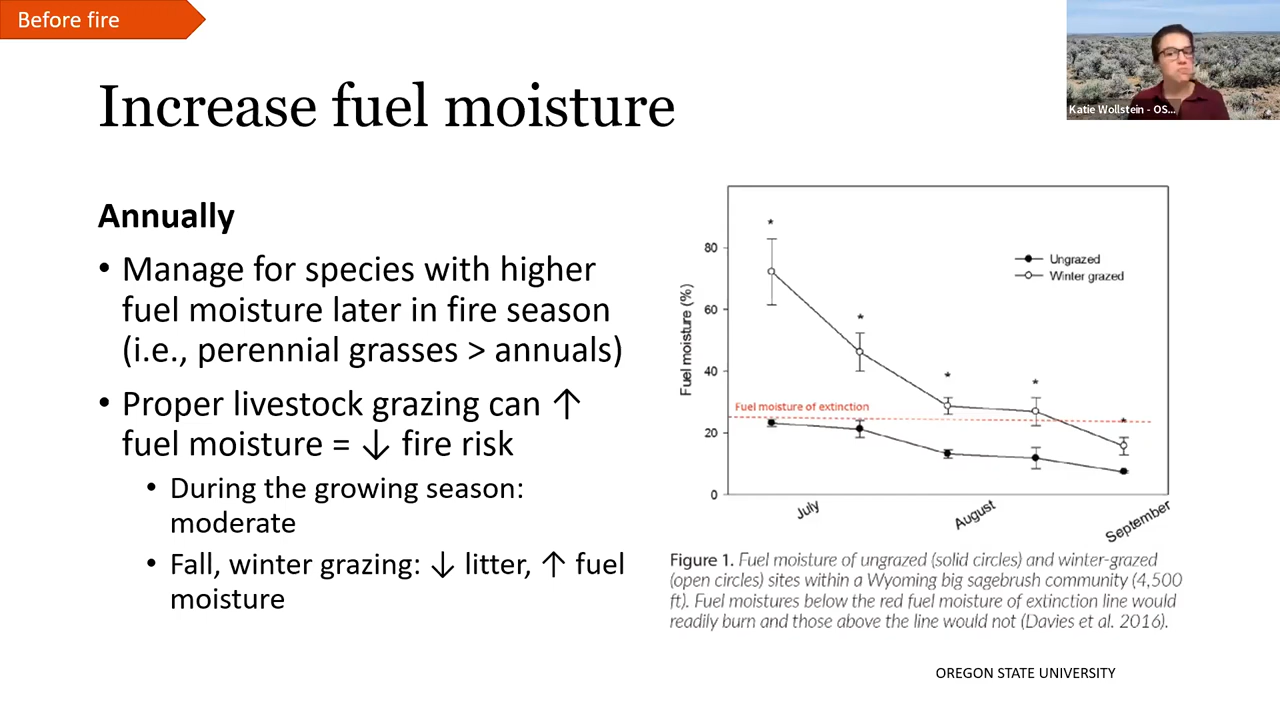 Before fire
Katie Wollstein - OS...
Increase fuel moisture
Annually
• Manage for species with higher
fuel moisture later in fire season
(i.e., perennial grasses > annuals)
• Proper livestock grazing can ↑
fuel moisture = ↓ fire risk
• During the growing season:
moderate
• Fall, winter grazing: ↓ litter, ↑ fuel
moisture
Fuel moisture (%)
80
60
40
20
0
* * * * *
Ungrazed
Winter grazed
Fuel moisture of extinction
July
August
September
Figure 1. Fuel moisture of ungrazed (solid circles) and winter-grazed
(open circles) sites within a Wyoming big sagebrush community (4,500
ft). Fuel moistures below the red fuel moisture of extinction line would
readily burn and those above the line would not (Davies et al. 2016).
OREGON STATE UNIVERSITY